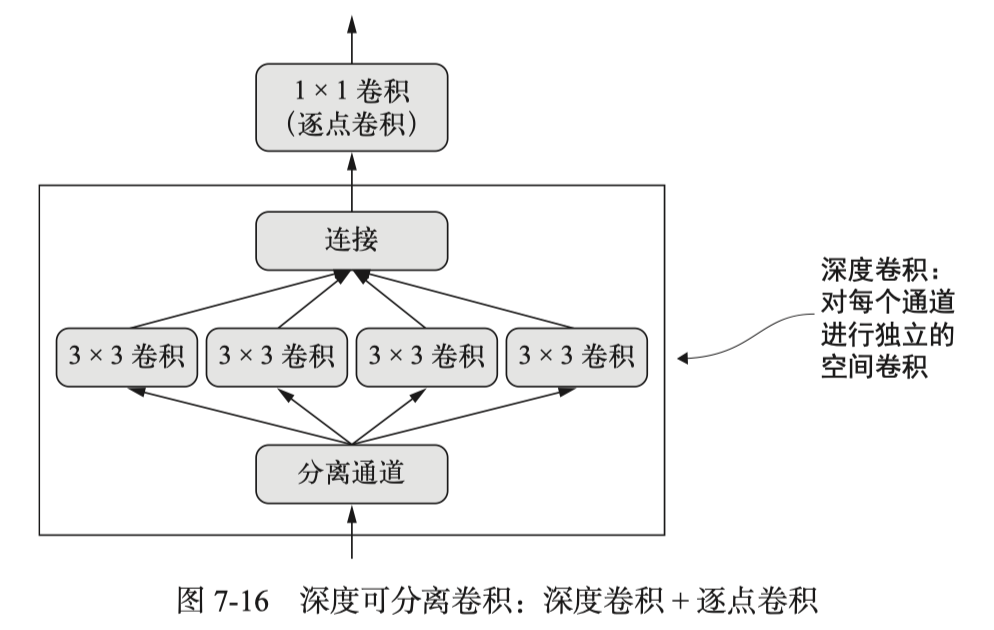 1 × 1 卷积
（逐点卷积）
连接
3 × 3 卷积
3 × 3 卷积
3 × 3 卷积
3 × 3 卷积
分离通道
深度卷积：
对每个通道
进行独立的
空间卷积
图 7-16 深度可分离卷积：深度卷积 + 逐点卷积